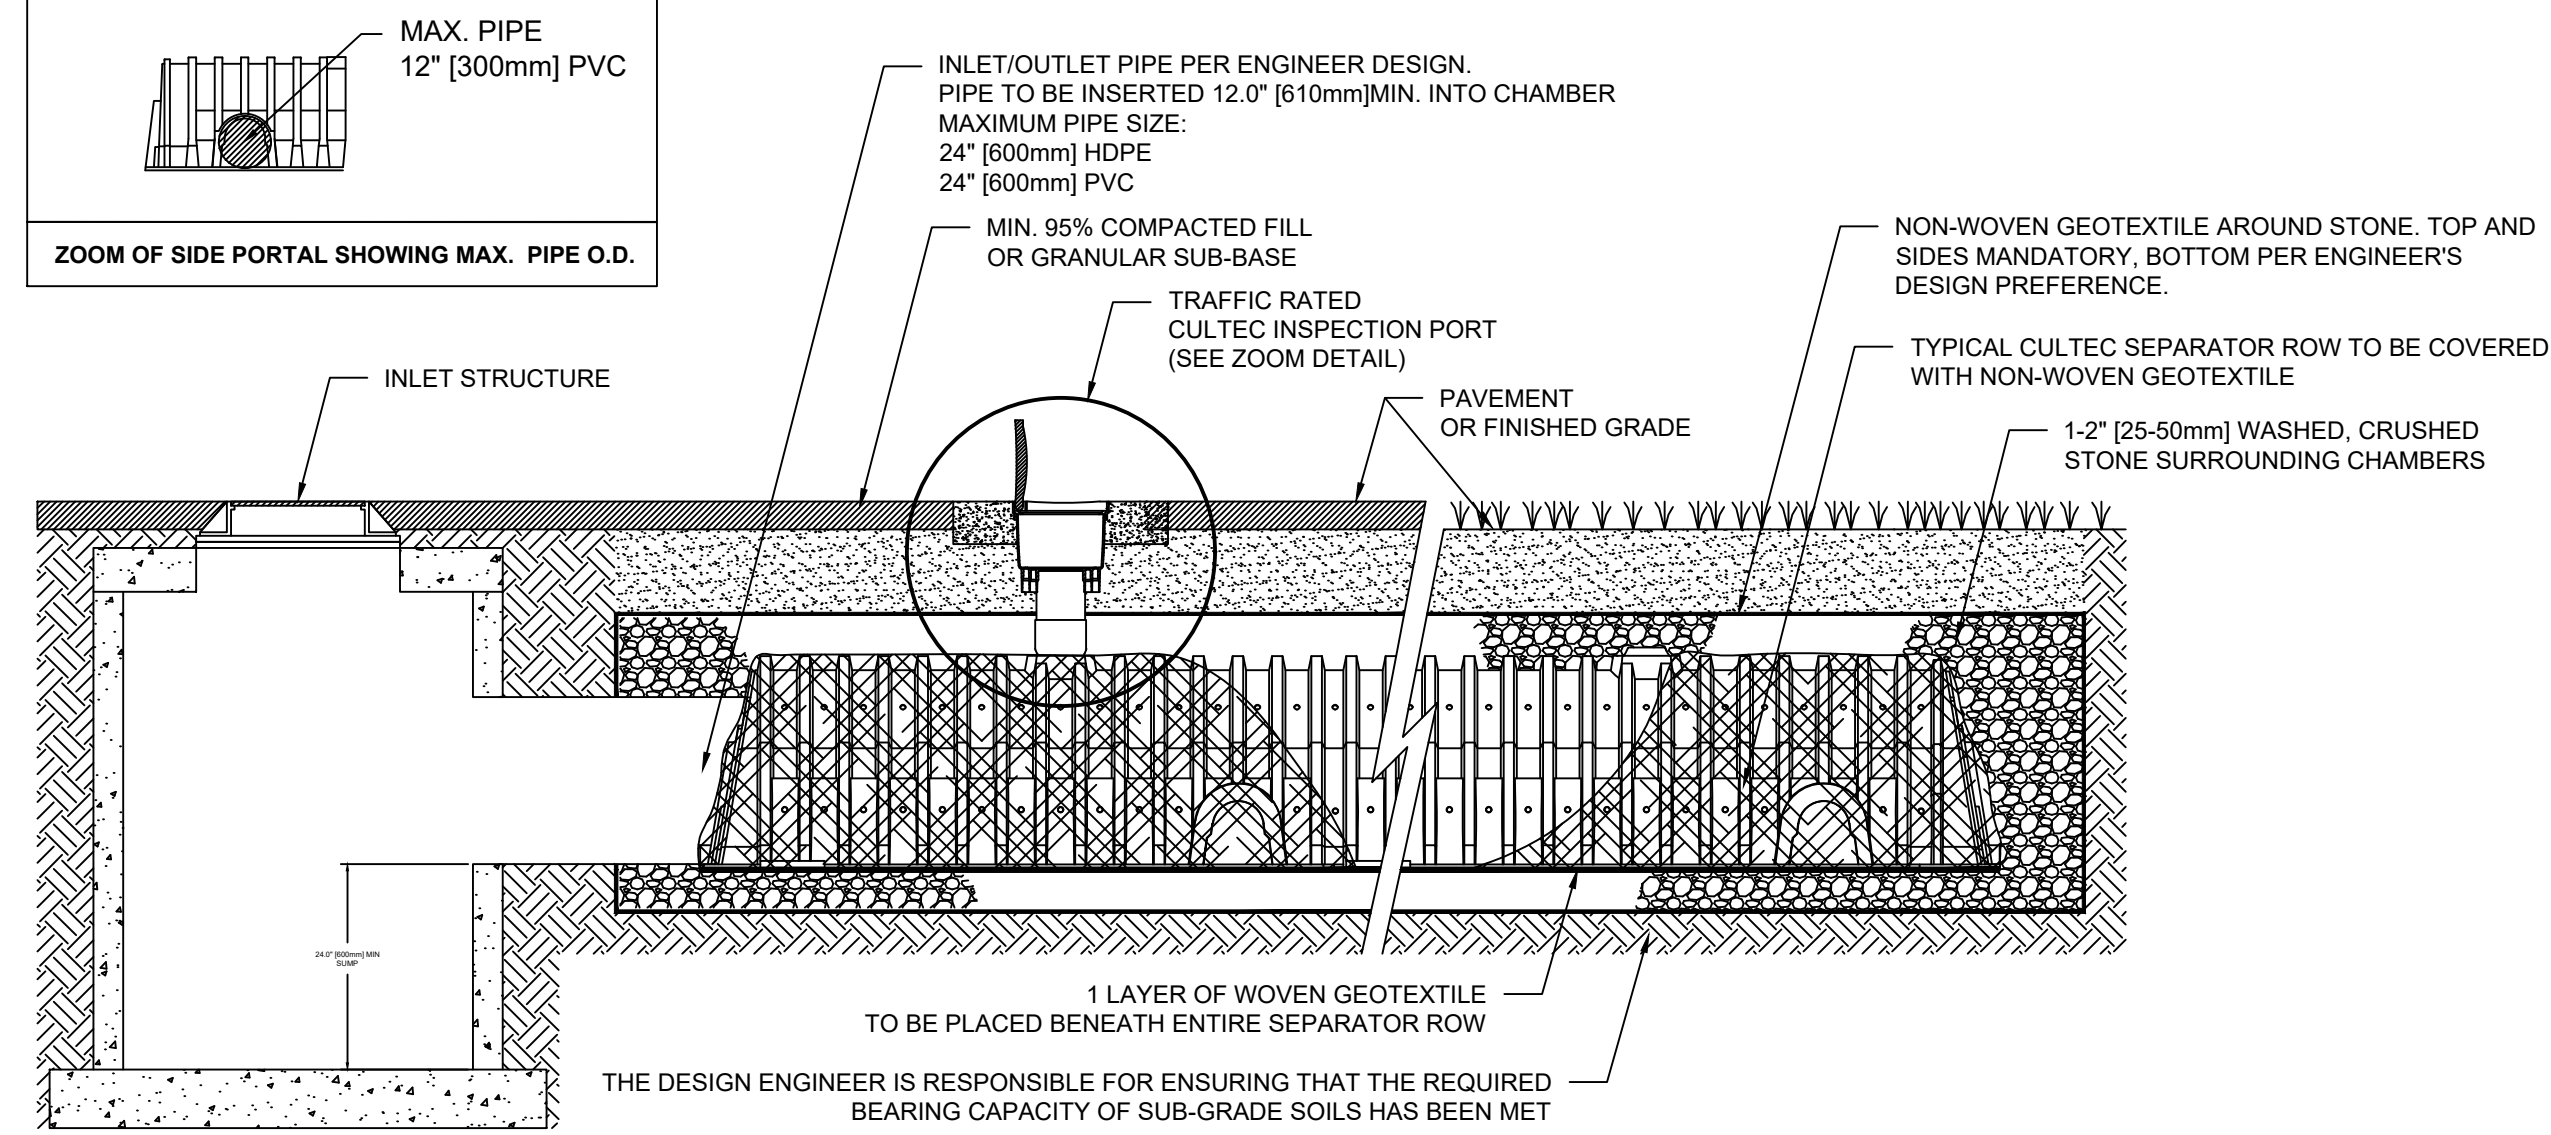 MAX. PIPE
12" [300mm] PVC
ZOOM OF SIDE PORTAL SHOWING MAX. PIPE O.D.
INLET/OUTLET PIPE PER ENGINEER DESIGN.
PIPE TO BE INSERTED 12.0" [610mm]MIN. INTO CHAMBER
MAXIMUM PIPE SIZE:
24" [600mm] HDPE
24" [600mm] PVC
MIN. 95% COMPACTED FILL
OR GRANULAR SUB-BASE
TRAFFIC RATED
CULTEC INSPECTION PORT
(SEE ZOOM DETAIL)
INLET STRUCTURE
PAVEMENT
OR FINISHED GRADE
NON-WOVEN GEOTEXTILE AROUND STONE. TOP AND
SIDES MANDATORY, BOTTOM PER ENGINEER'S
DESIGN PREFERENCE.
TYPICAL CULTEC SEPARATOR ROW TO BE COVERED
WITH NON-WOVEN GEOTEXTILE
1-2" [25-50mm] WASHED, CRUSHED
STONE SURROUNDING CHAMBERS
24.0" [600mm] MIN
SUMP
1 LAYER OF WOVEN GEOTEXTILE
TO BE PLACED BENEATH ENTIRE SEPARATOR ROW
THE DESIGN ENGINEER IS RESPONSIBLE FOR ENSURING THAT THE REQUIRED
BEARING CAPACITY OF SUB-GRADE SOILS HAS BEEN MET